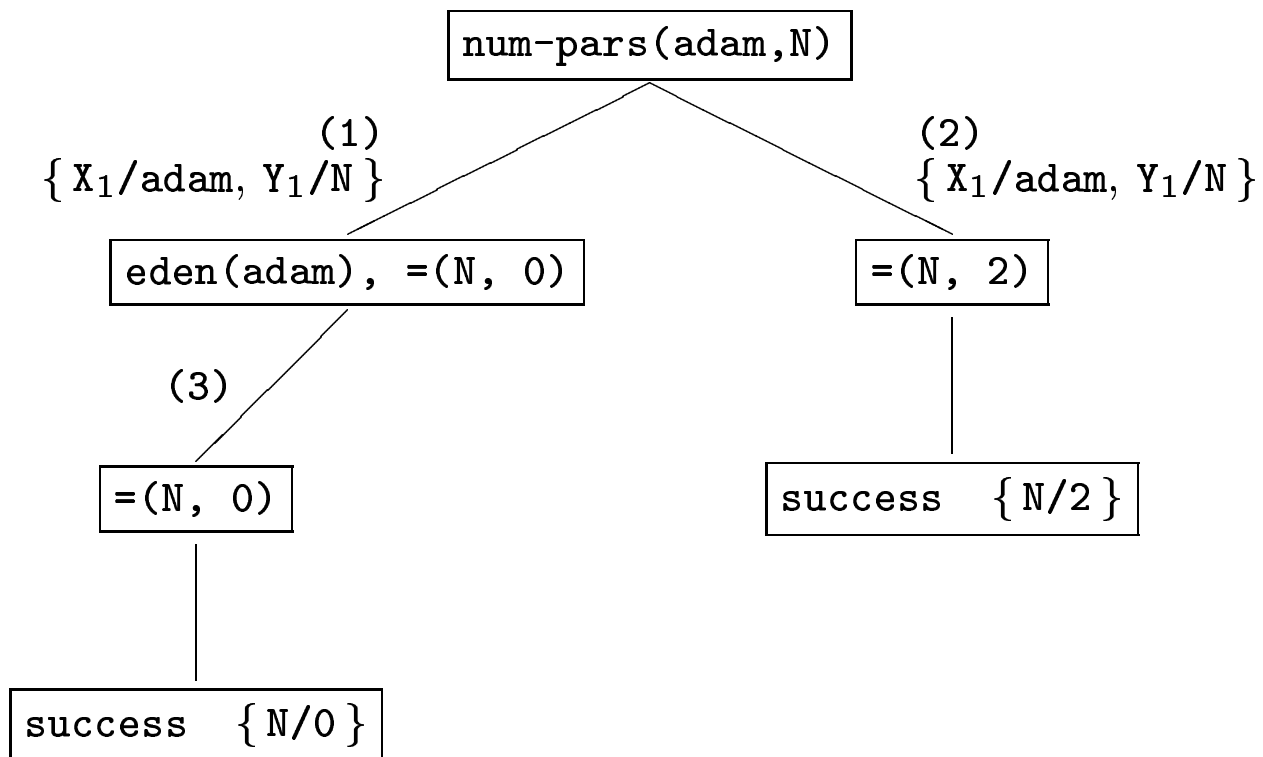 num-pars(adam,N)
(1)
{ X₁/adam, Y₁/N }
(2)
{ X₁/adam, Y₁/N }
eden(adam), =(N, 0)
=(N, 2)
(3)
=(N, 0)
success { N/2 }
success { N/0 }